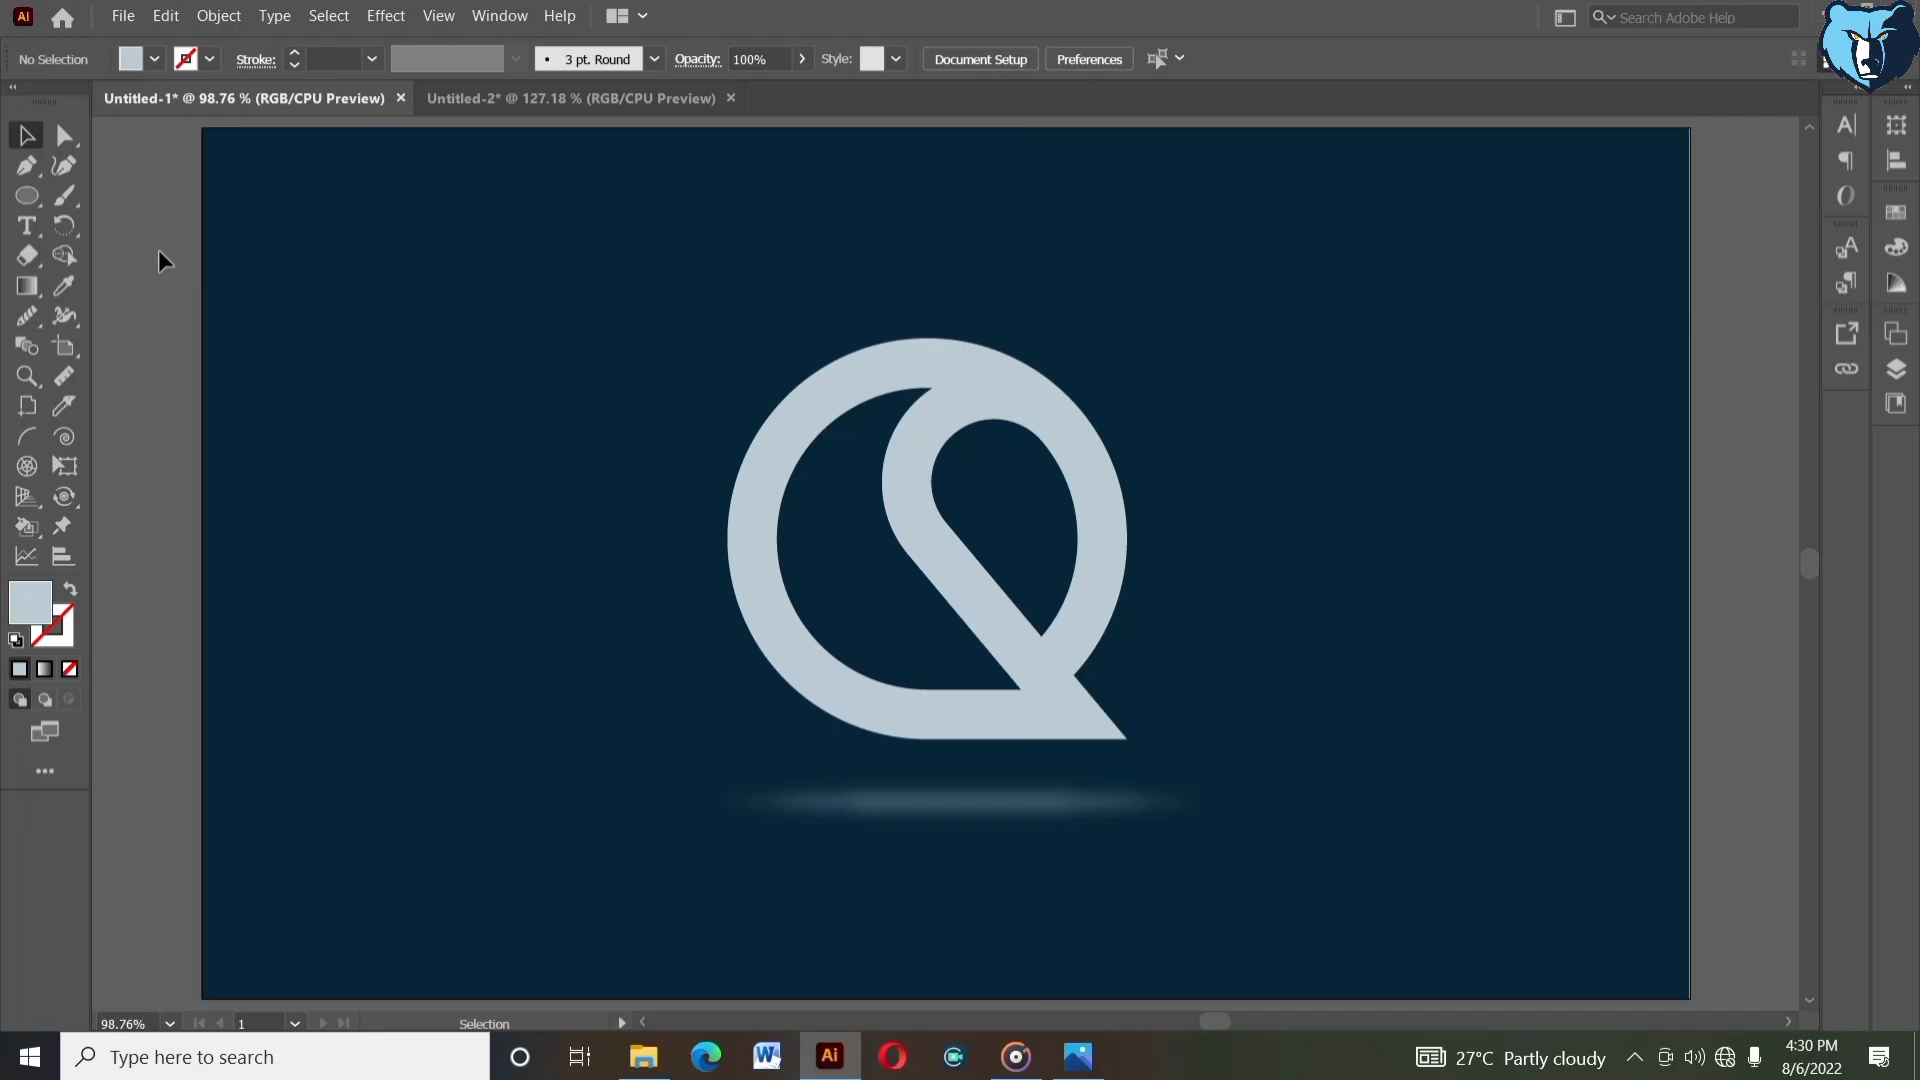 Ai File Edit Object Type Select Effect View Window Help Search Adobe Help
No Selection Stroke: 3 pt. Round Opacity: 100% Style: Document Setup Preferences
Untitled-1* @ 98.76 % (RGB/CPU Preview) × Untitled-2* @ 127.18 % (RGB/CPU Preview) ×
98.76% 1 Selection
Type here to search 27°C Partly cloudy 4:30 PM
8/6/2022